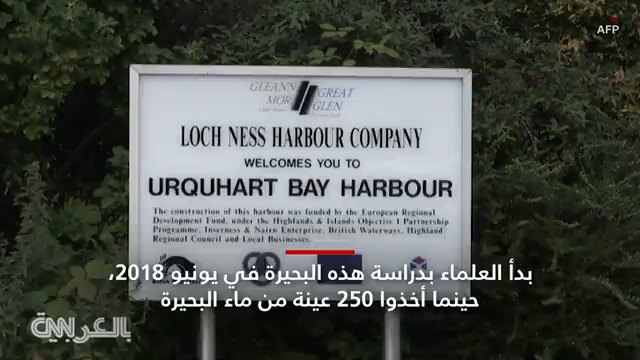 AFP
GLEANN MOR
GREAT GLEN
LOCH NESS HARBOUR COMPANY
WELCOMES YOU TO
URQUHART BAY HARBOUR
The construction of this harbour was funded by the European Regional
Development Fund, under the Highlands & Islands Objective 1 Partnership
Programme, Inverness & Nairn Enterprise, British Waterways, Highland
Regional Council and Local Businesses.
بدأ العلماء بدراسة هذه البحيرة في يونيو 2018،
حينما أخذوا 250 عينة من ماء البحيرة
CNN بالعربية